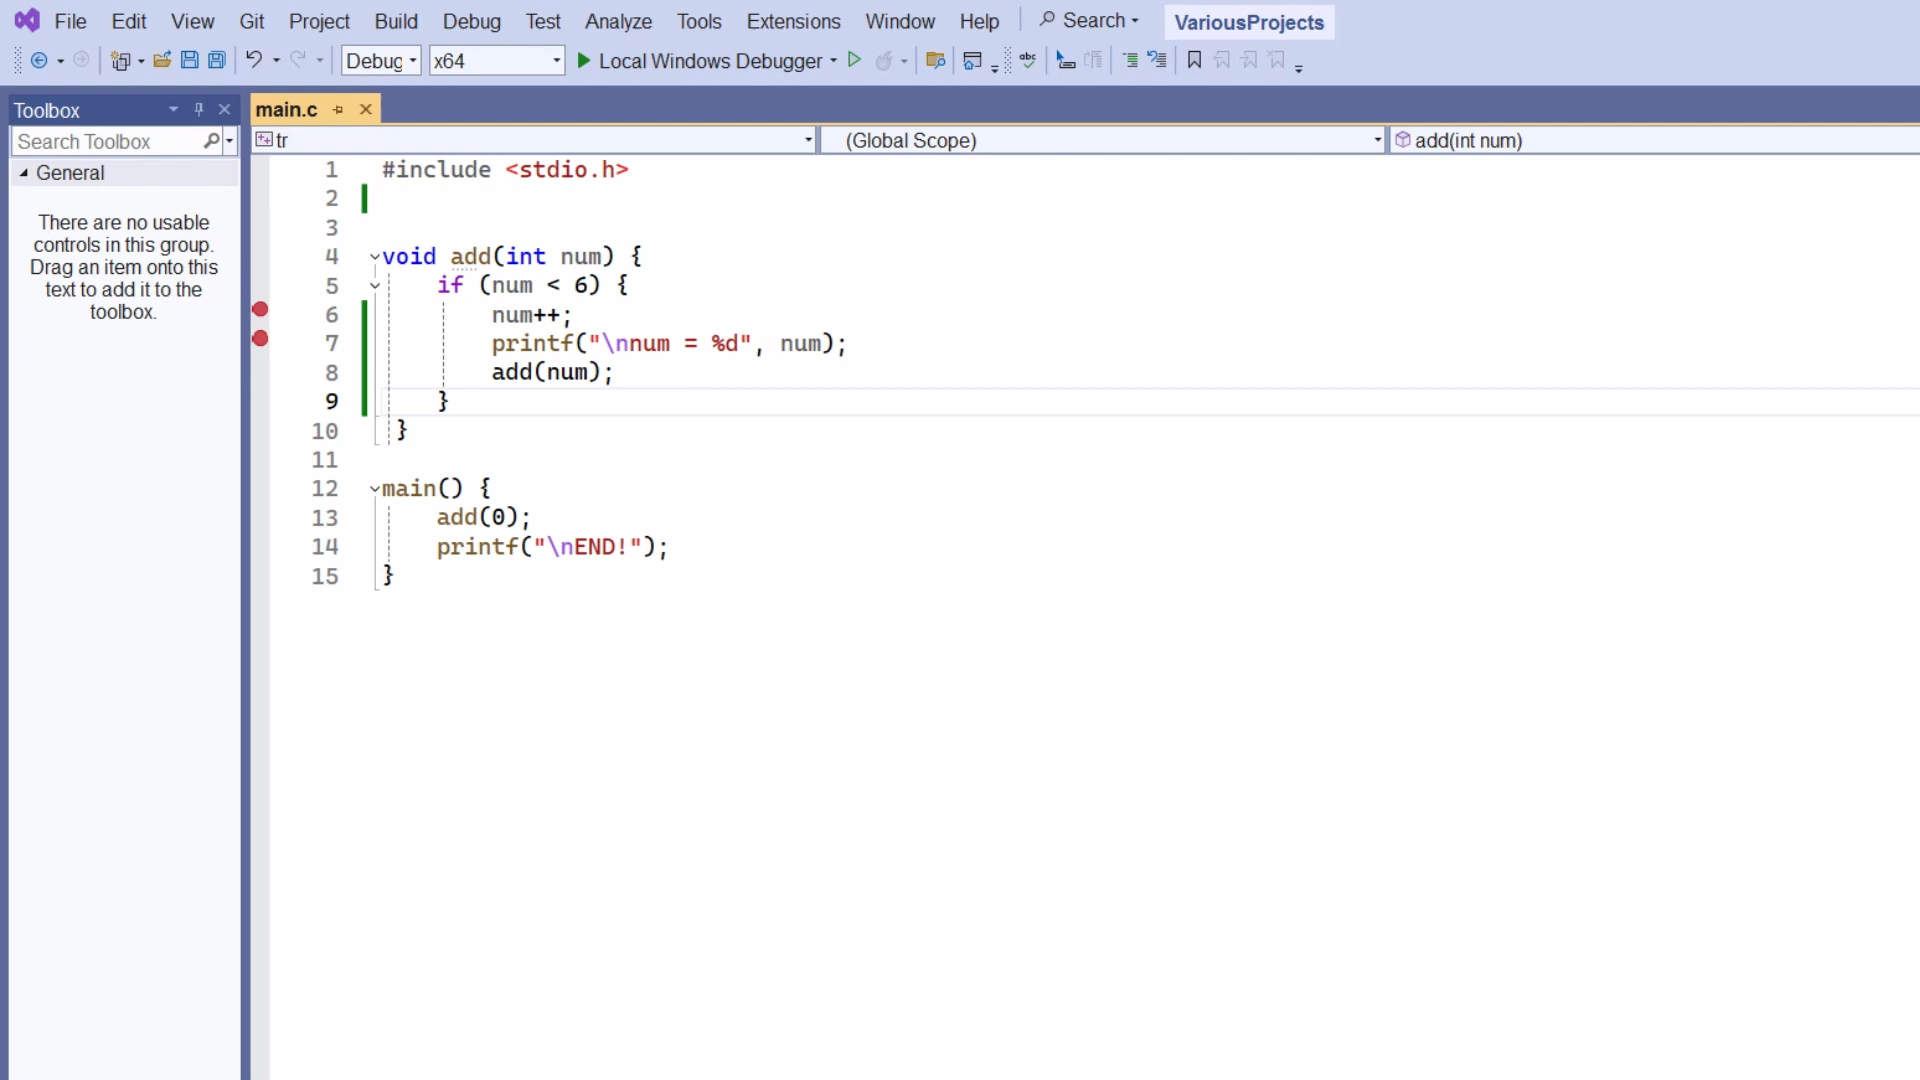 File Edit View Git Project Build Debug Test Analyze Tools Extensions Window Help Search VariousProjects
Debug x64 Local Windows Debugger abc
Toolbox
Search Toolbox
General
There are no usable
controls in this group.
Drag an item onto this
text to add it to the
toolbox.
main.c
tr (Global Scope) add(int num)
1 #include <stdio.h>
2
3
4 void add(int num) {
5 if (num < 6) {
6 num++;
7 printf("\nnum = %d", num);
8 add(num);
9 }
10 }
11
12 main() {
13 add(0);
14 printf("\nEND!");
15 }